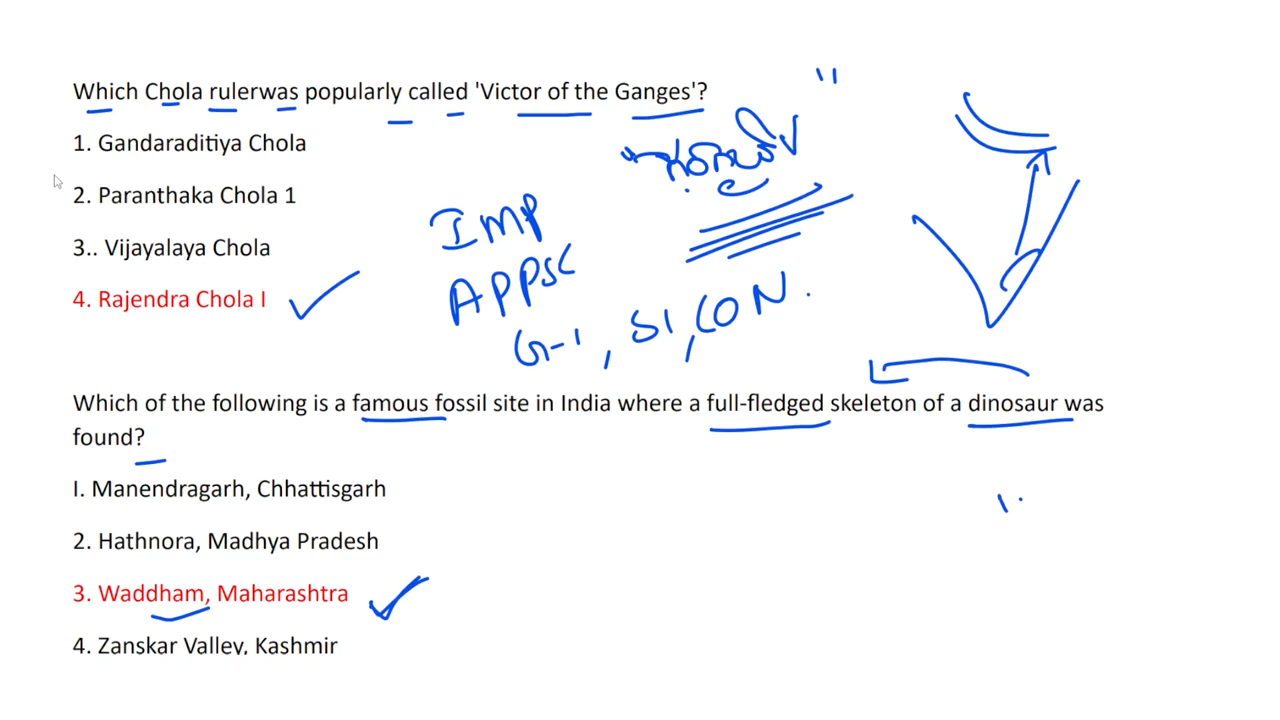 Which Chola rulerwas popularly called 'Victor of the Ganges'?
1. Gandaraditiya Chola
2. Paranthaka Chola 1
3.. Vijayalaya Chola
4. Rajendra Chola I
IMP
APPSC
G-1, SI, CON.
Which of the following is a famous fossil site in India where a full-fledged skeleton of a dinosaur was
found?
I. Manendragarh, Chhattisgarh
2. Hathnora, Madhya Pradesh
3. Waddham, Maharashtra
4. Zanskar Valley, Kashmir